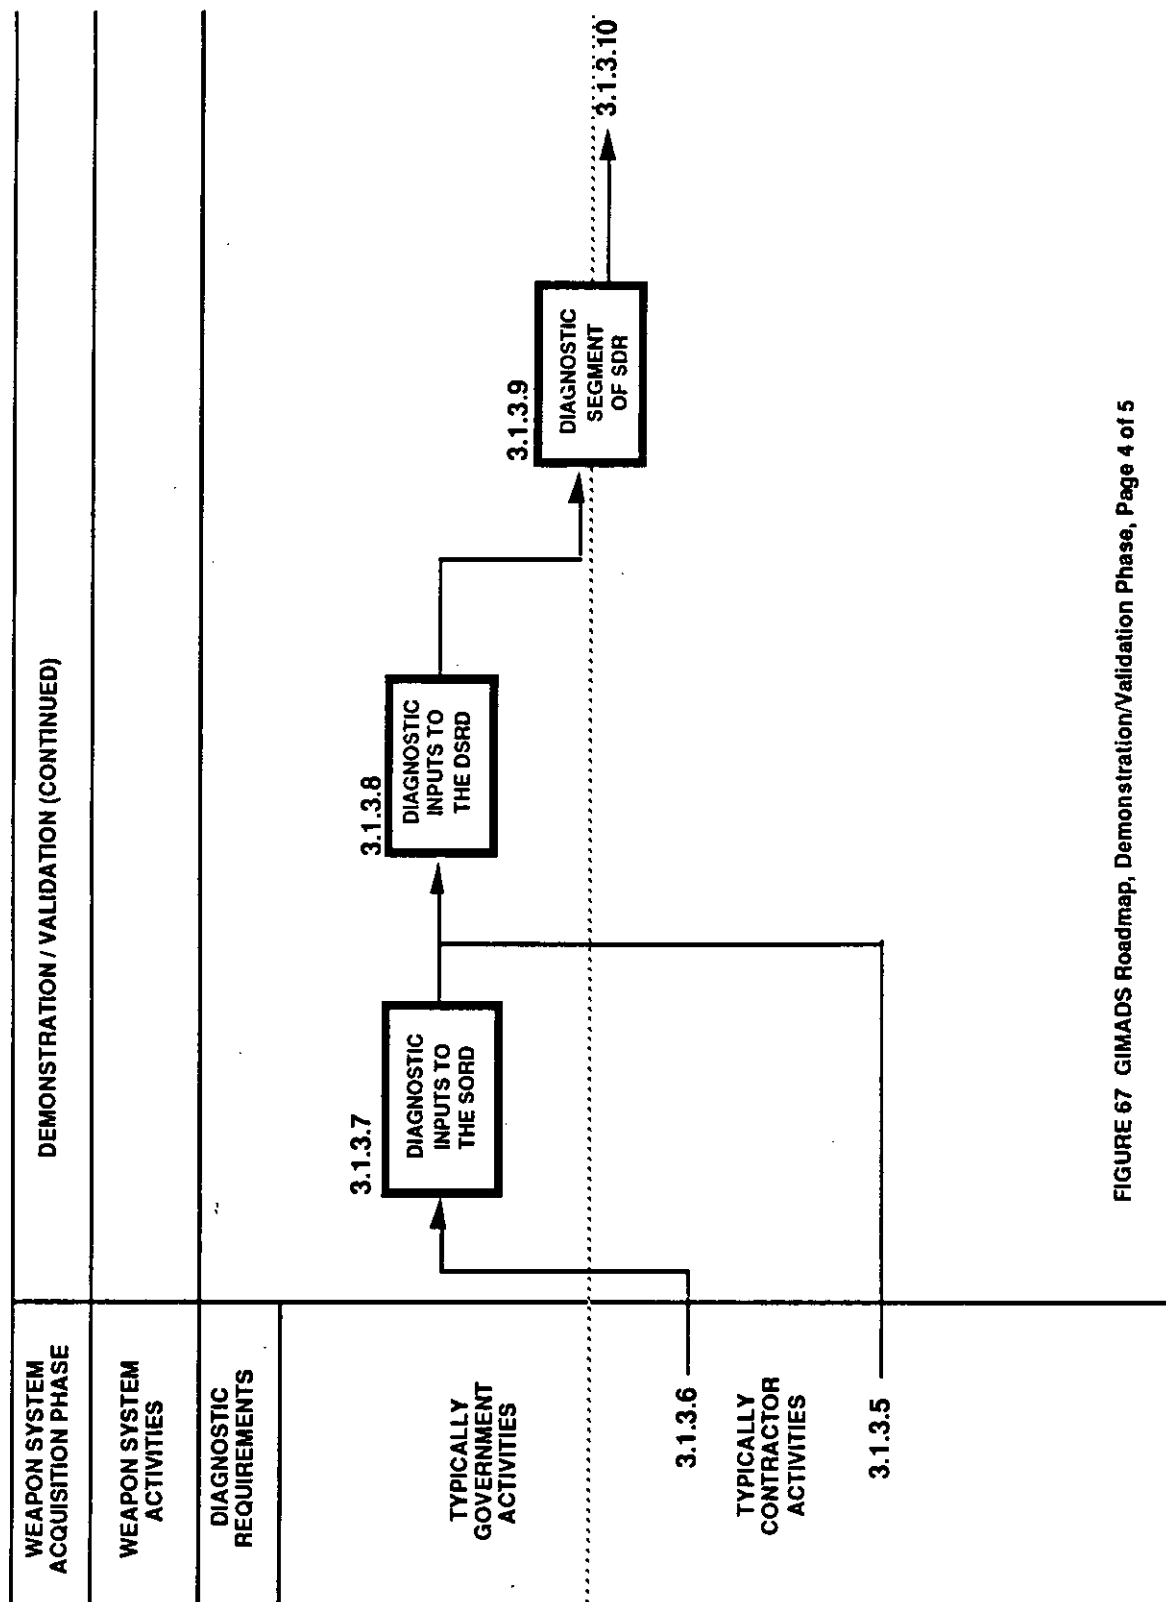 WEAPON SYSTEM
ACQUISITION PHASE
DEMONSTRATION / VALIDATION (CONTINUED)
WEAPON SYSTEM
ACTIVITIES
DIAGNOSTIC
REQUIREMENTS
TYPICALLY
GOVERNMENT
ACTIVITIES
3.1.3.7
DIAGNOSTIC
INPUTS TO
THE SORD
3.1.3.8
DIAGNOSTIC
INPUTS TO
THE DSRD
3.1.3.9
DIAGNOSTIC
SEGMENT
OF SDR
3.1.3.10
3.1.3.6
TYPICALLY
CONTRACTOR
ACTIVITIES
3.1.3.5
FIGURE 67 GIMADS Roadmap, Demonstration/Validation Phase, Page 4 of 5